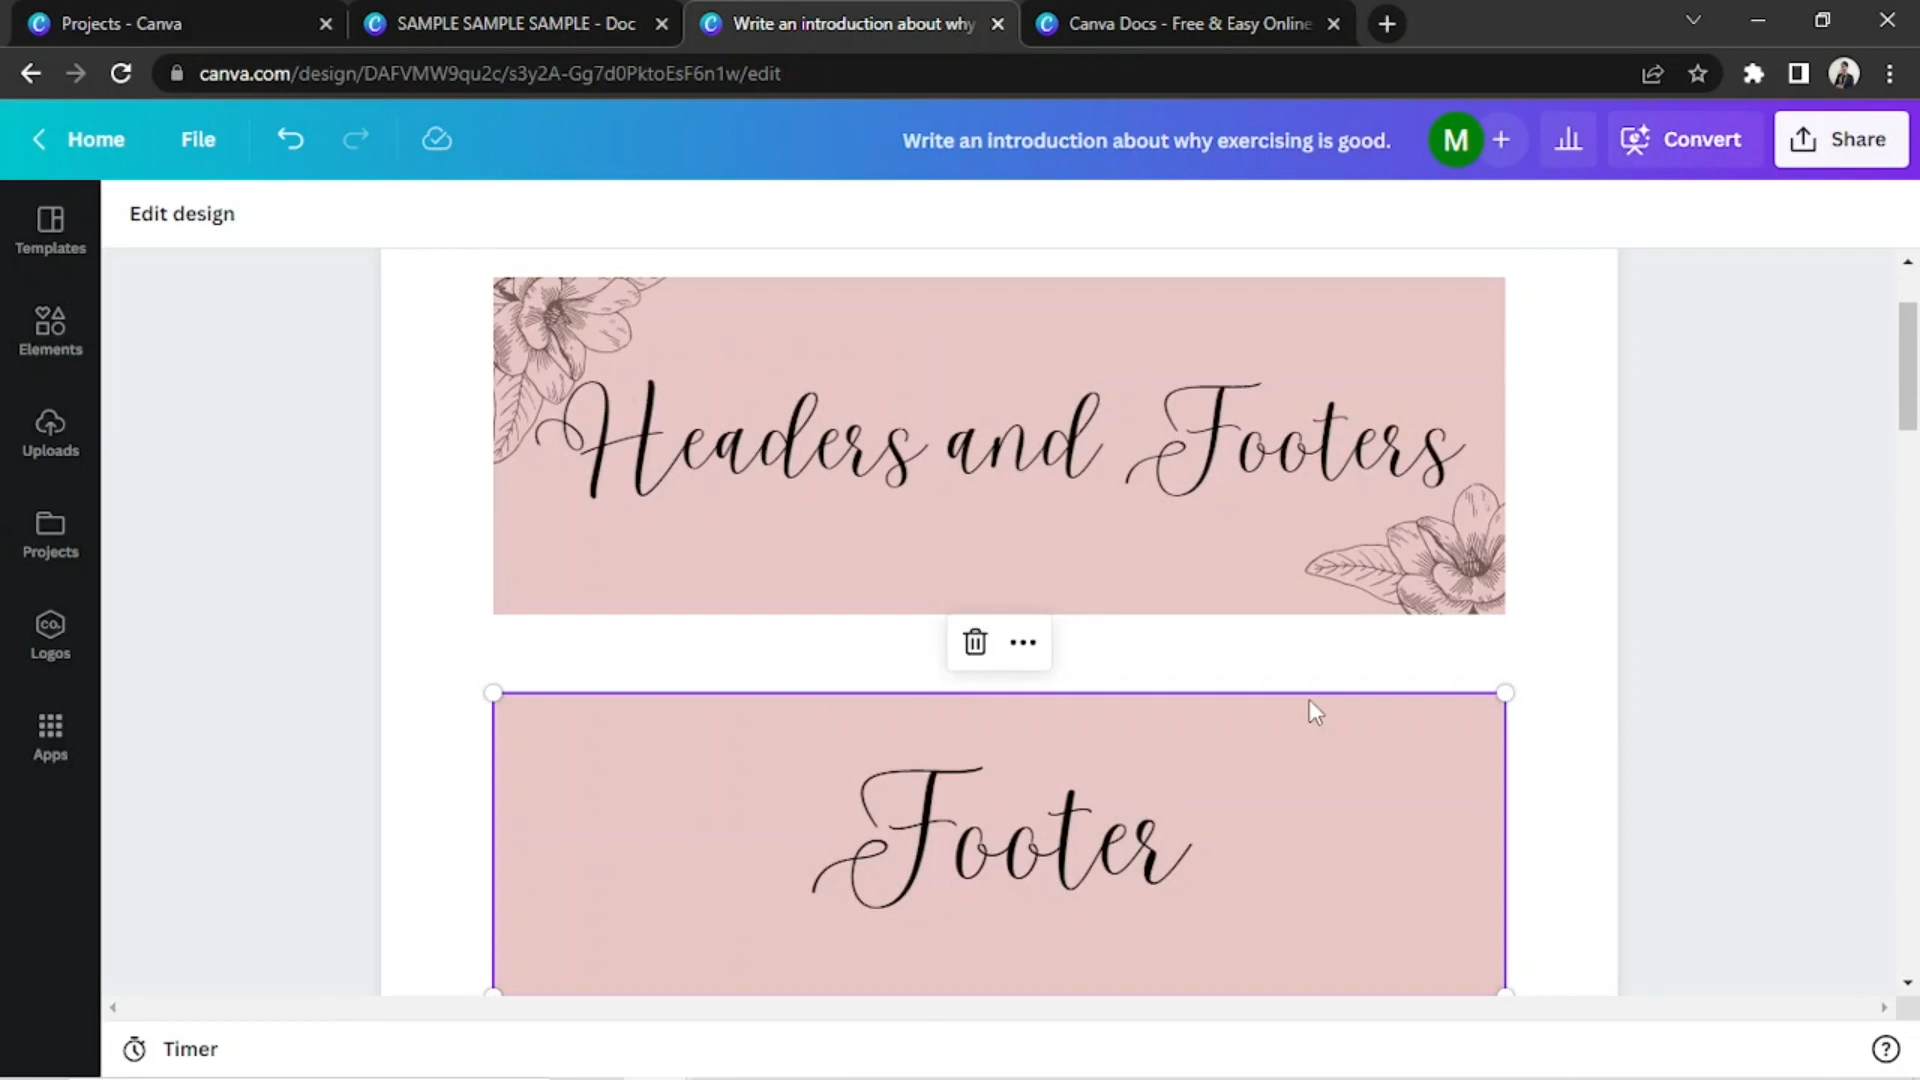 Projects - Canva
SAMPLE SAMPLE SAMPLE - Doc
Write an introduction about why
Canva Docs - Free & Easy Online
canva.com/design/DAFVMW9qu2c/s3y2A-Gg7d0PktoEsF6n1w/edit
Home
File
Write an introduction about why exercising is good.
M
Convert
Share
Edit design
Templates
Elements
Uploads
Projects
CO.
Logos
Apps
Headers and Footers
Footer
Timer